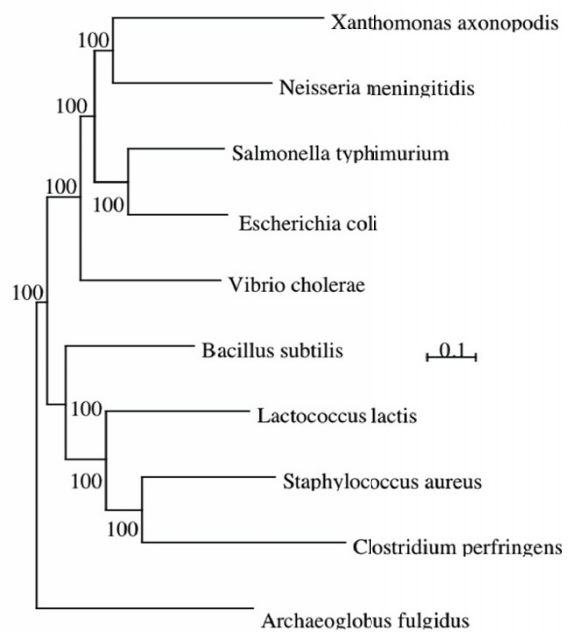 Xanthomonas axonopodis
100
Neisseria meningitidis
100
Salmonella typhimurium
100
100
Escherichia coli
Vibrio cholerae
100
Bacillus subtilis
0.1
100
Lactococcus lactis
100
Staphylococcus aureus
100
Clostridium perfringens
Archaeoglobus fulgidus